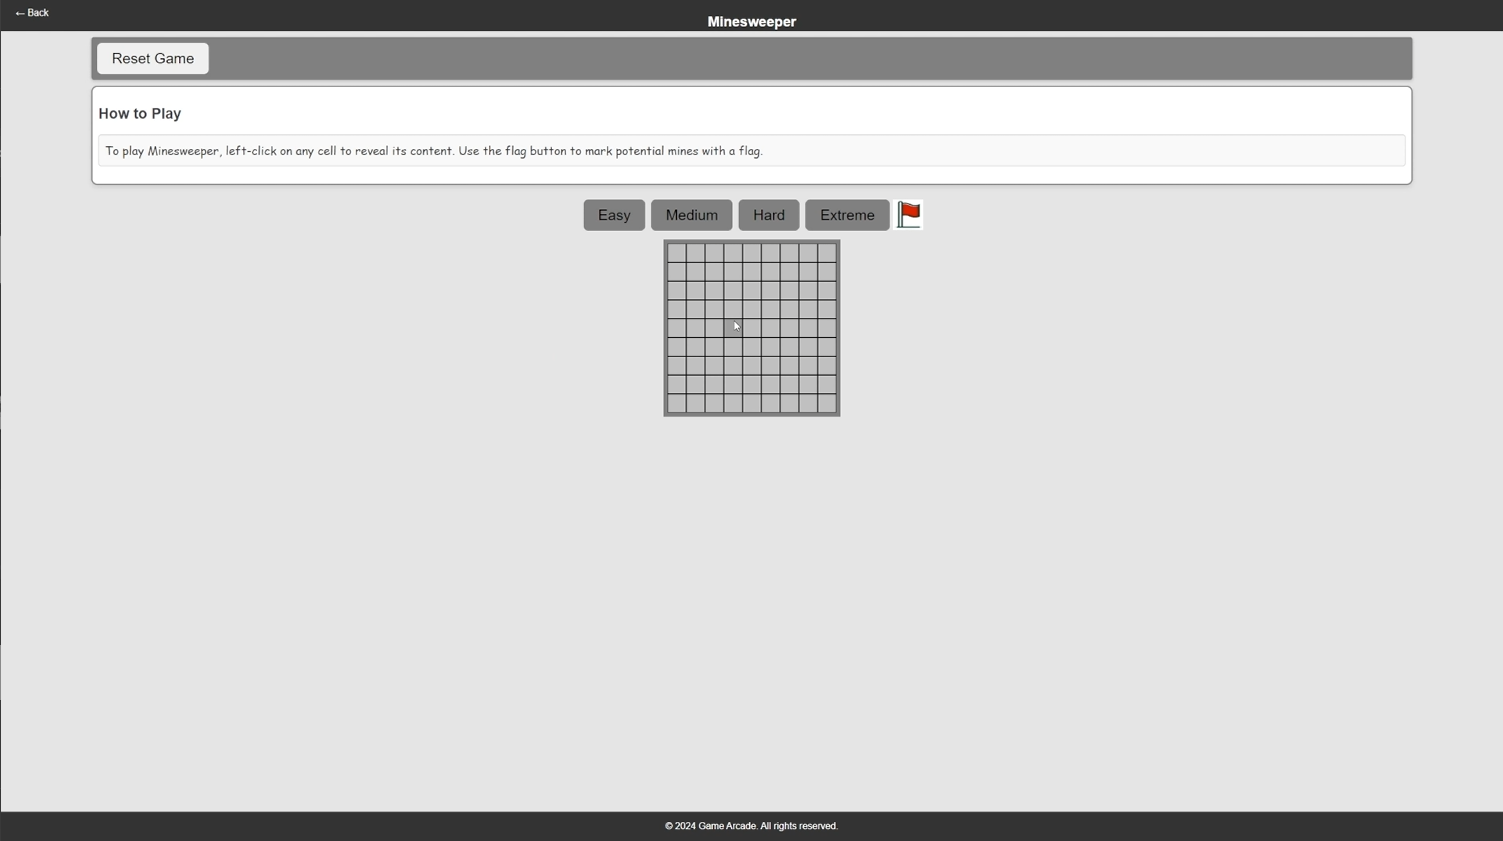 ← Back
Minesweeper
Reset Game
How to Play
To play Minesweeper, left-click on any cell to reveal its content. Use the flag button to mark potential mines with a flag.
Easy Medium Hard Extreme
© 2024 Game Arcade. All rights reserved.